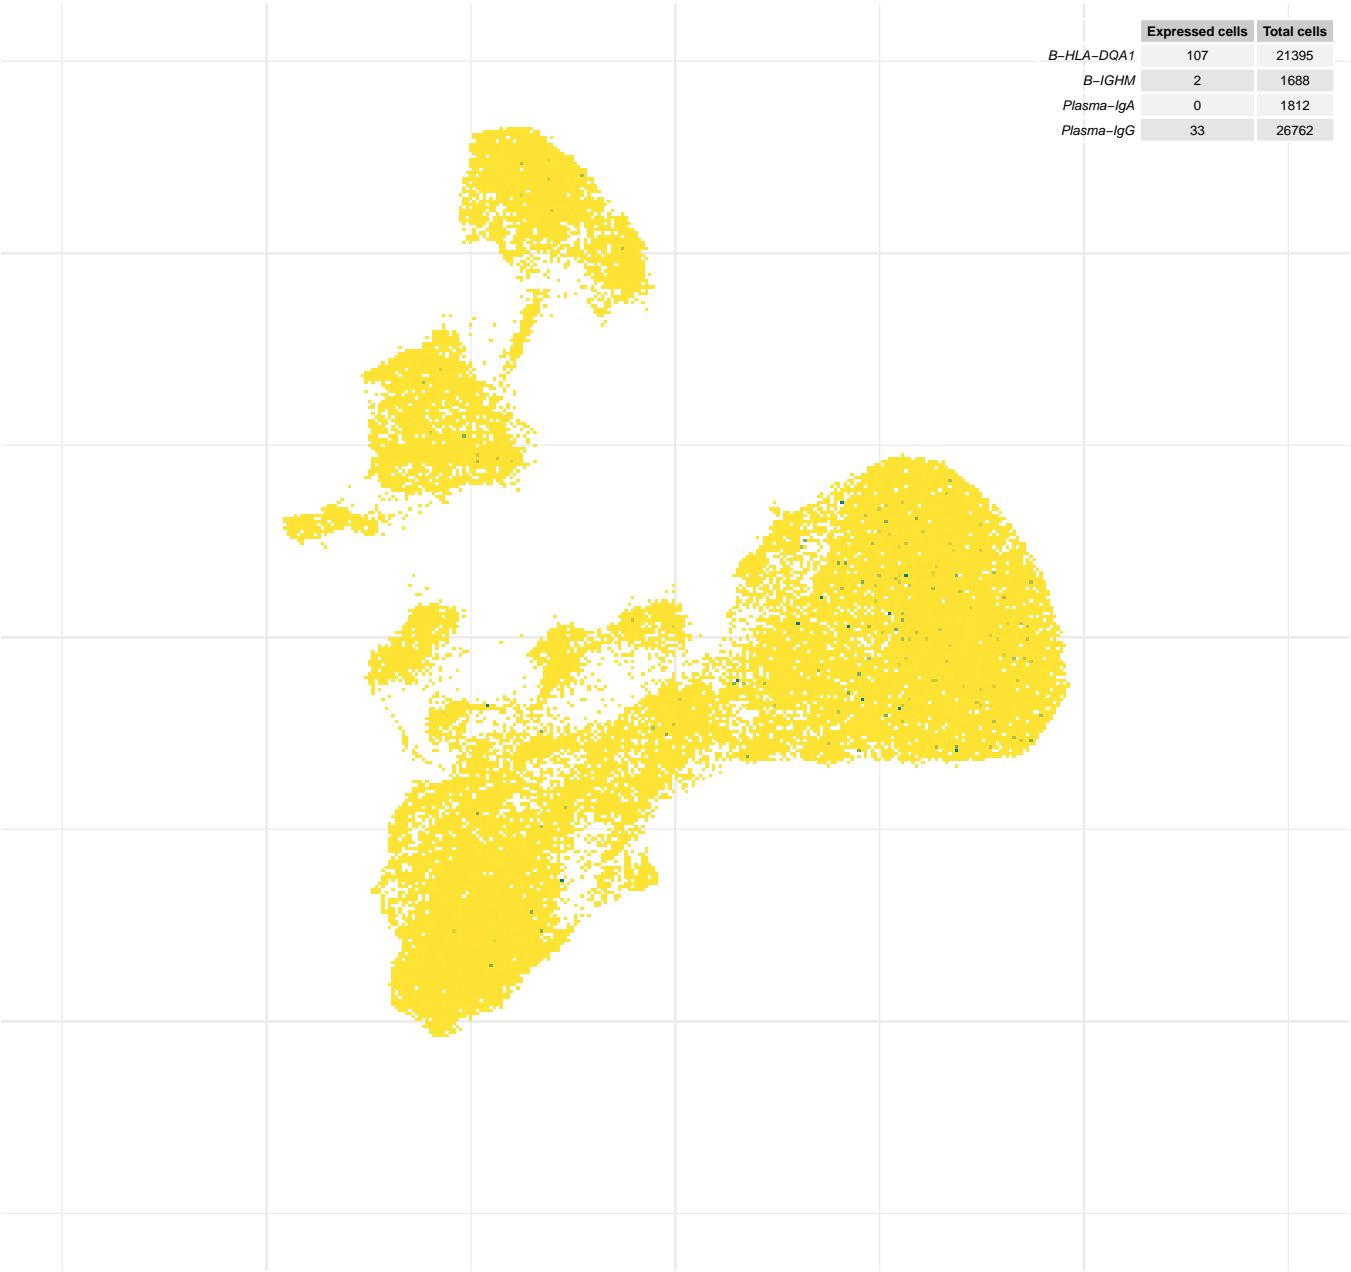 Expressed cells Total cells
B−HLA−DQA1 107 21395
B−IGHM 2 1688
Plasma−IgA 0 1812
Plasma−IgG 33 26762